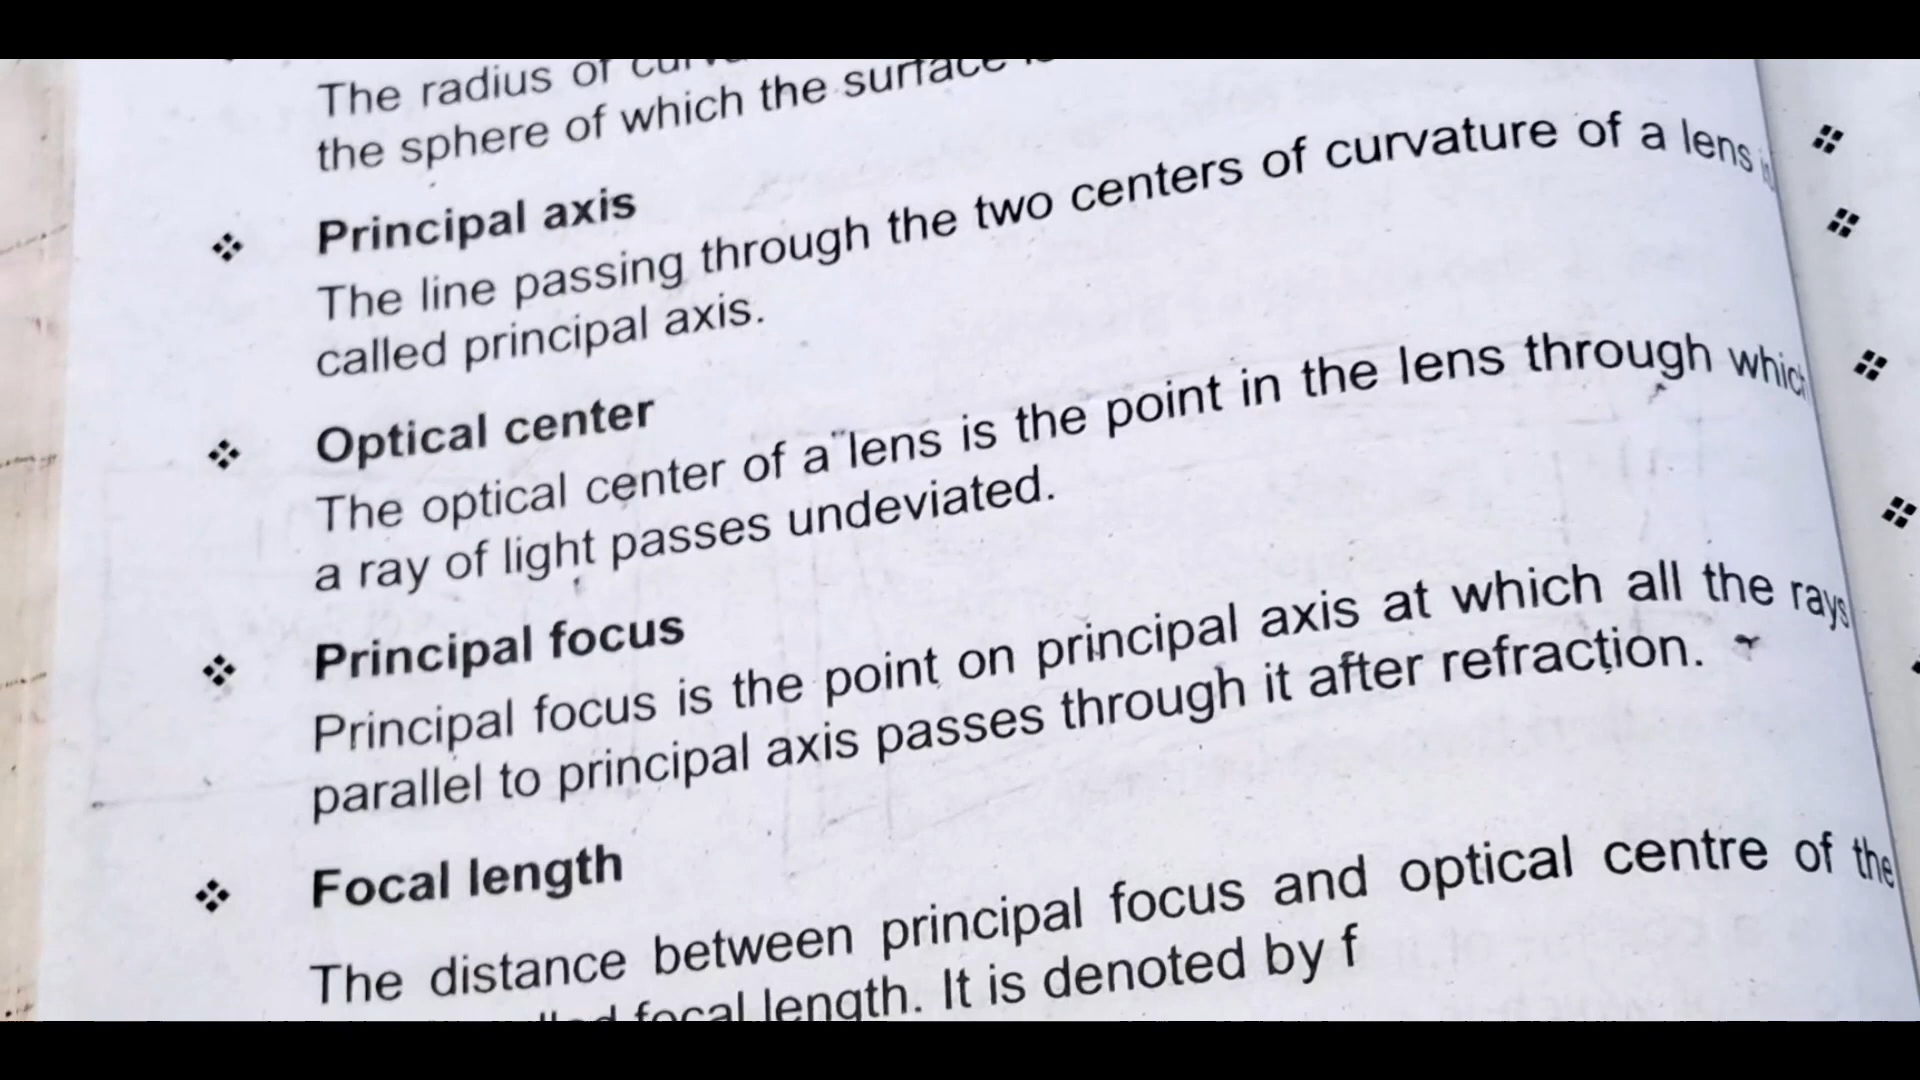 The radius of
the sphere of which the surface
❖ Principal axis
The line passing through the two centers of curvature of a lens
called principal axis.
❖ Optical center
The optical center of a lens is the point in the lens through which
a ray of light passes undeviated.
❖ Principal focus
Principal focus is the point on principal axis at which all the rays
parallel to principal axis passes through it after refraction.
❖ Focal length
The distance between principal focus and optical centre of the
focal length. It is denoted by f